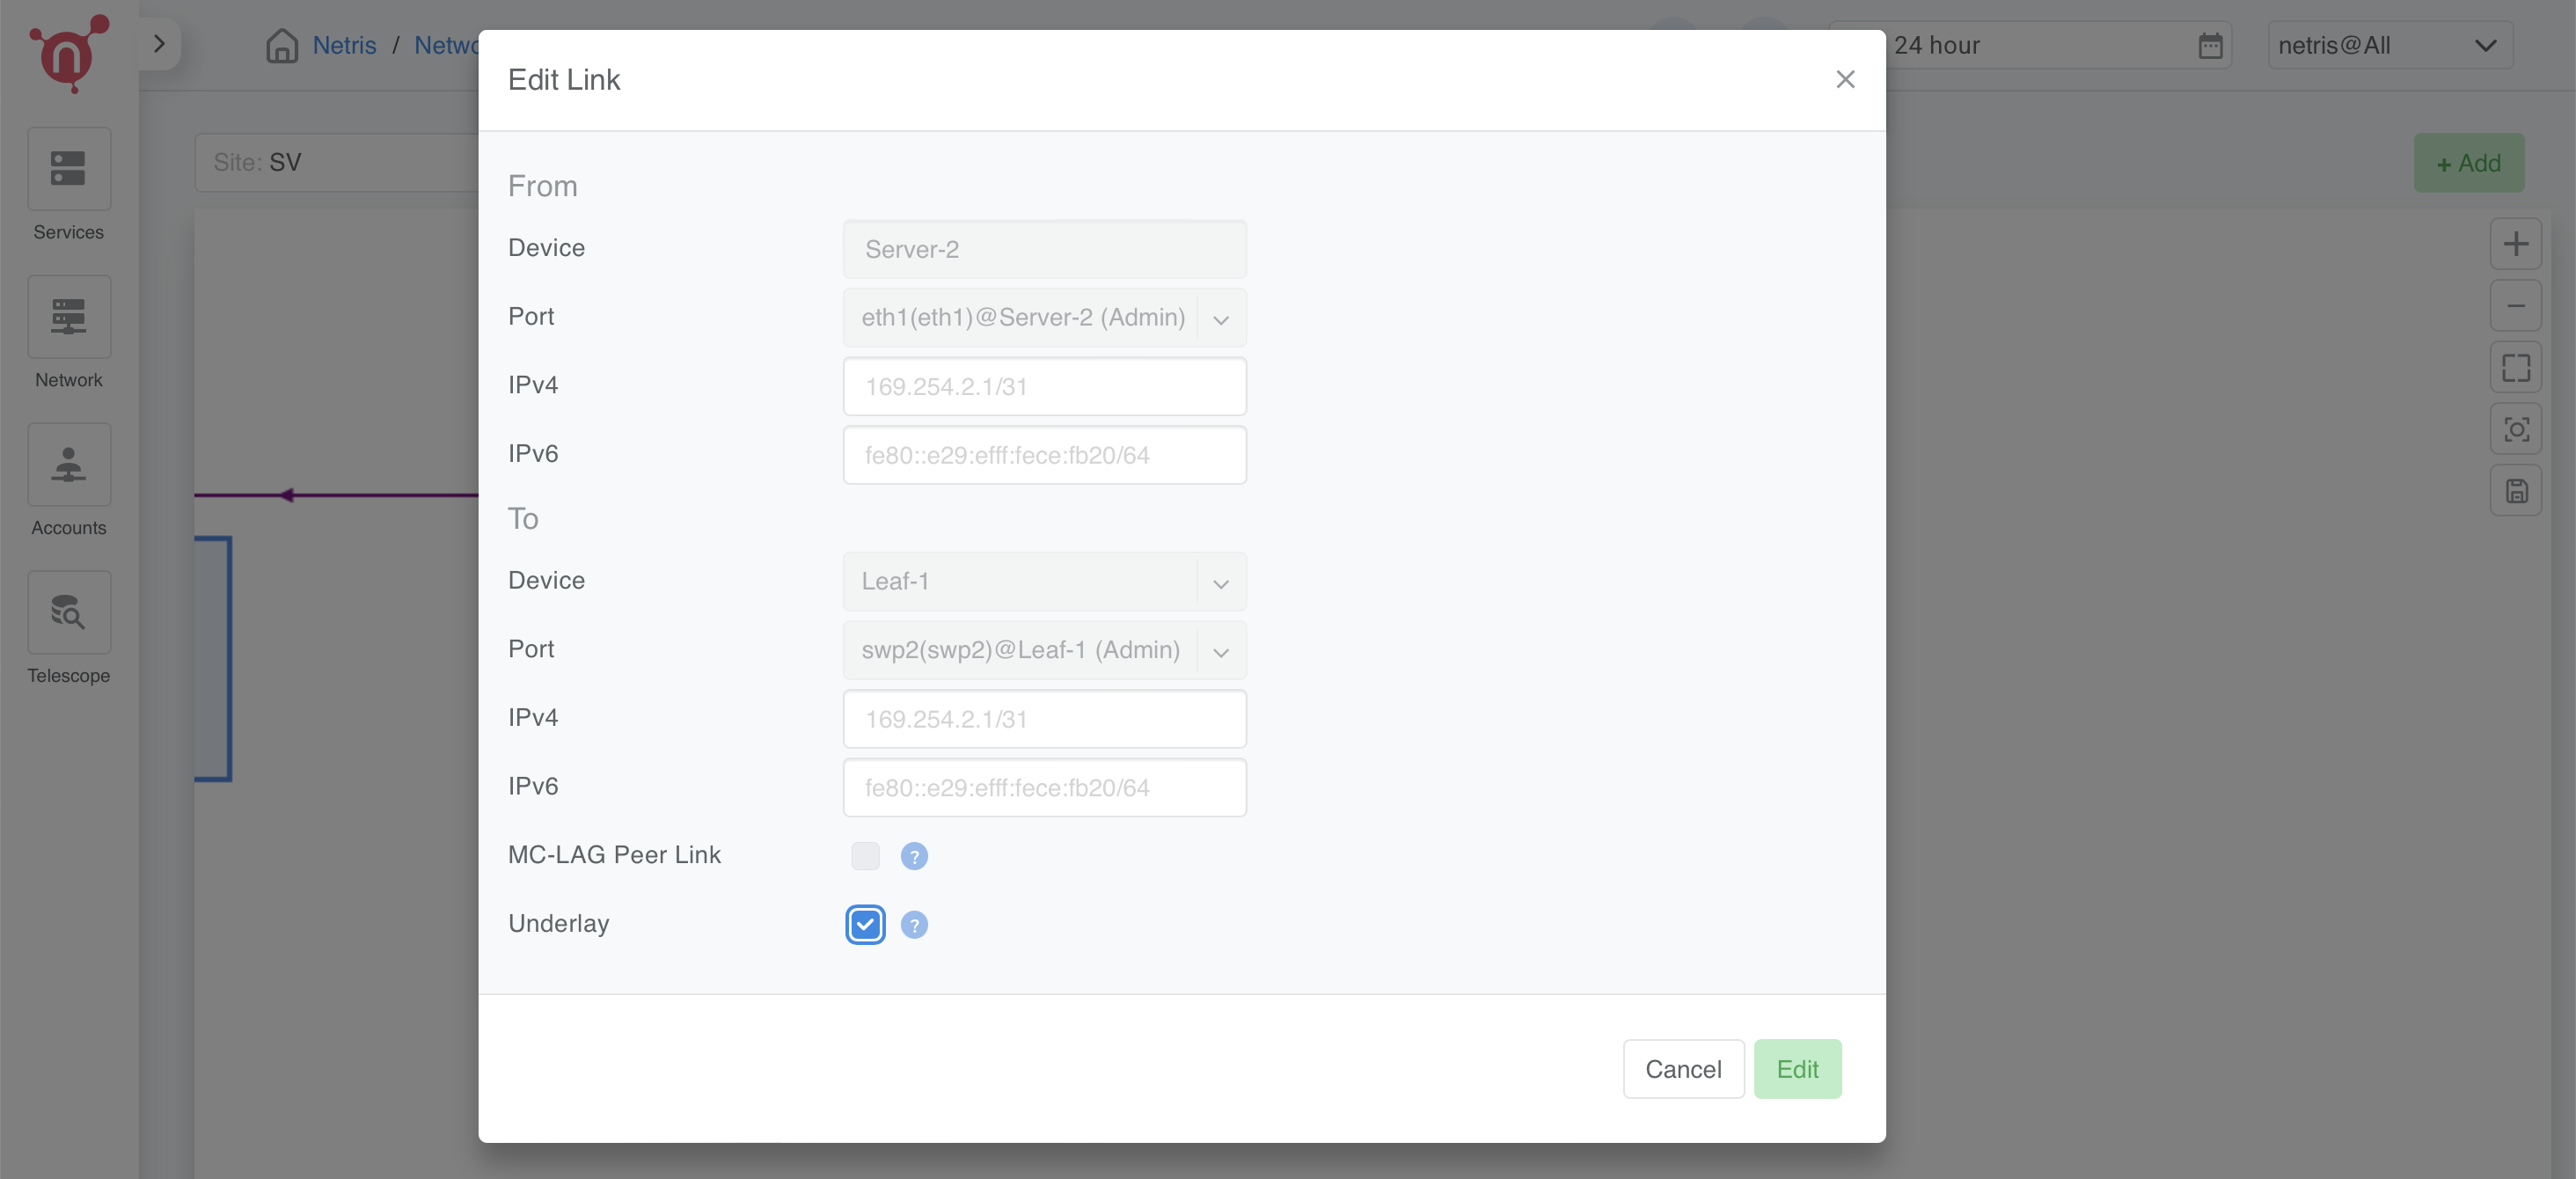 Netris / Netwo
24 hour
netris@All
Edit Link
Site: SV
+ Add
Services
Network
Accounts
Telescope
From
Device
Server-2
Port
eth1(eth1)@Server-2 (Admin)
IPv4
169.254.2.1/31
IPv6
fe80::e29:efff:fece:fb20/64
To
Device
Leaf-1
Port
swp2(swp2)@Leaf-1 (Admin)
IPv4
169.254.2.1/31
IPv6
fe80::e29:efff:fece:fb20/64
MC-LAG Peer Link
?
Underlay
?
Cancel
Edit